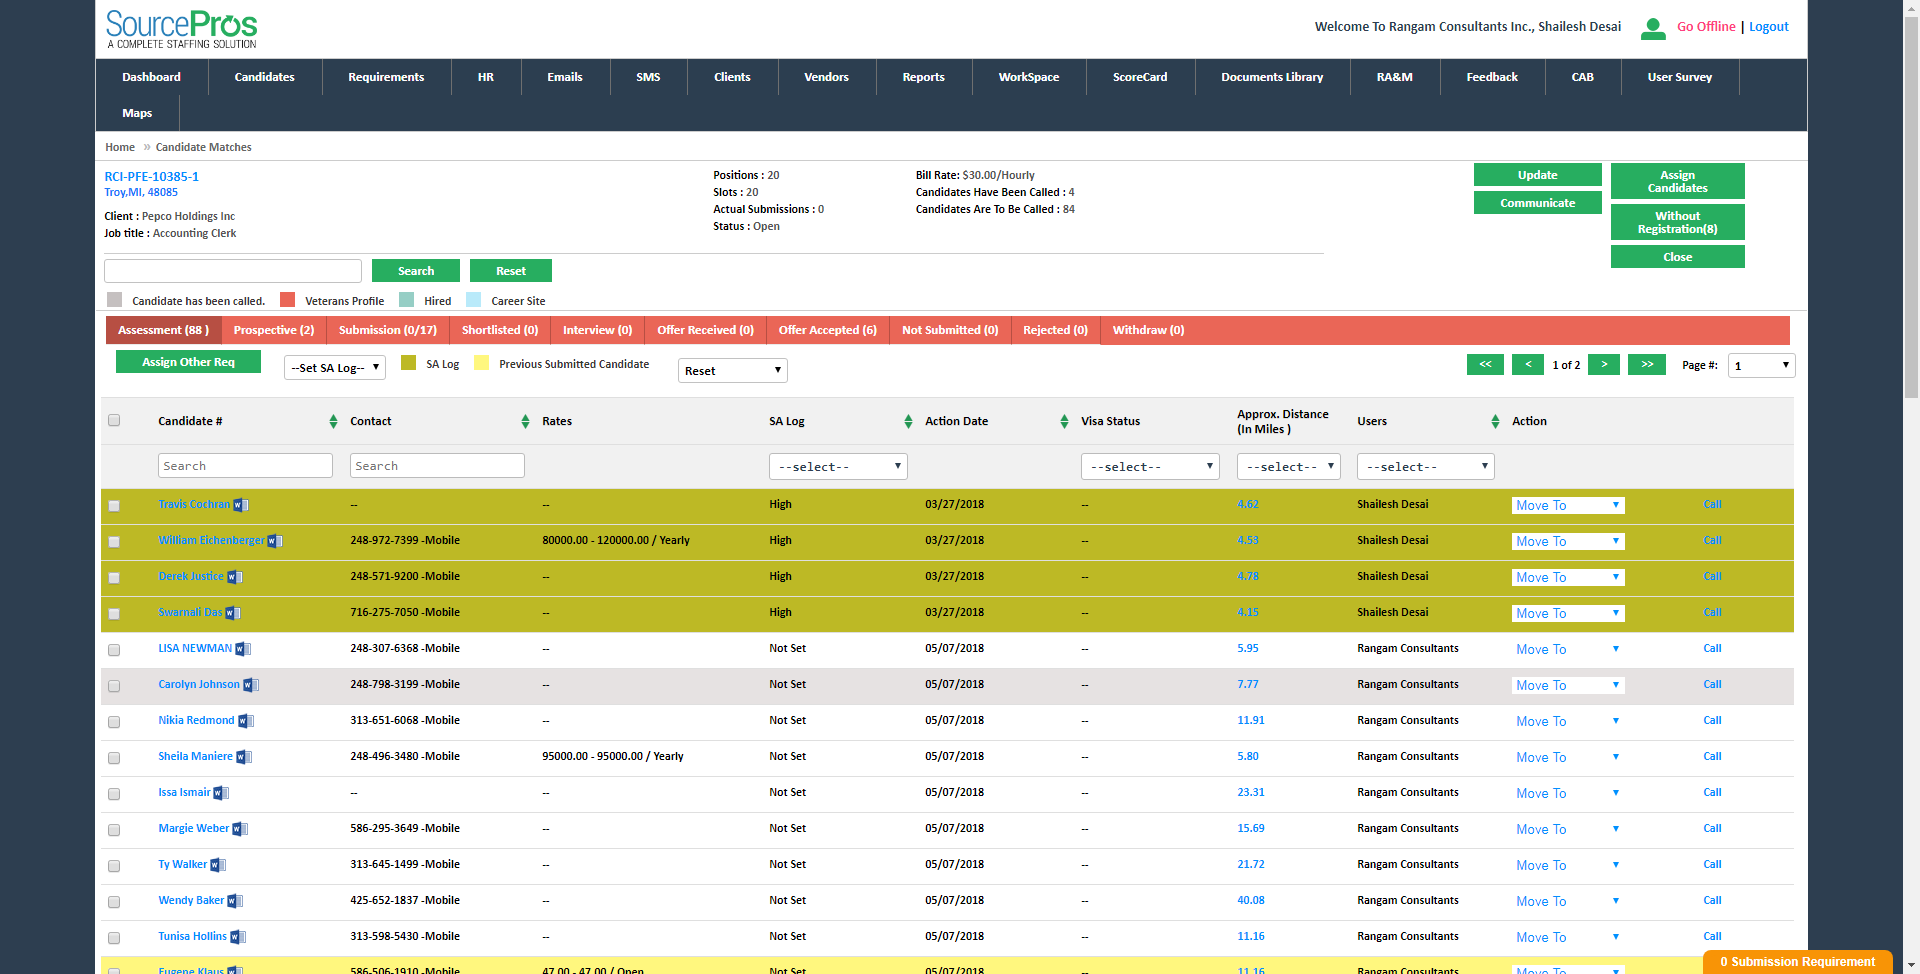 SourcePros
A COMPLETE STAFFING SOLUTION
Welcome To Rangam Consultants Inc., Shailesh Desai Go Offline | Logout
Dashboard Candidates Requirements HR Emails SMS Clients Vendors Reports WorkSpace ScoreCard Documents Library RA&M Feedback CAB User Survey
Maps
Home » Candidate Matches
RCI-PFE-10385-1
Troy,MI, 48085
Client : Pepco Holdings Inc
Job title : Accounting Clerk
Positions : 20
Slots : 20
Actual Submissions : 0
Status : Open
Bill Rate: $30.00/Hourly
Candidates Have Been Called : 4
Candidates Are To Be Called : 84
Update
Communicate
Assign
Candidates
Without
Registration(8)
Close
Search Reset
Candidate has been called. Veterans Profile Hired Career Site
Assessment (88 ) Prospective (2) Submission (0/17) Shortlisted (0) Interview (0) Offer Received (0) Offer Accepted (6) Not Submitted (0) Rejected (0) Withdraw (0)
Assign Other Req --Set SA Log-- SA Log Previous Submitted Candidate Reset << < 1 of 2 > >> Page #: 1
Candidate # Contact Rates SA Log Action Date Visa Status Approx. Distance (In Miles ) Users Action
Search Search --select-- --select-- --select-- --select--
Travis Cochran -- -- High 03/27/2018 -- 4.62 Shailesh Desai Move To Call
William Eichenberger 248-972-7399 -Mobile 80000.00 - 120000.00 / Yearly High 03/27/2018 -- 4.53 Shailesh Desai Move To Call
Derek Justice 248-571-9200 -Mobile -- High 03/27/2018 -- 4.78 Shailesh Desai Move To Call
Swarnali Das 716-275-7050 -Mobile -- High 03/27/2018 -- 4.15 Shailesh Desai Move To Call
LISA NEWMAN 248-307-6368 -Mobile -- Not Set 05/07/2018 -- 5.95 Rangam Consultants Move To Call
Carolyn Johnson 248-798-3199 -Mobile -- Not Set 05/07/2018 -- 7.77 Rangam Consultants Move To Call
Nikia Redmond 313-651-6068 -Mobile -- Not Set 05/07/2018 -- 11.91 Rangam Consultants Move To Call
Sheila Maniere 248-496-3480 -Mobile 95000.00 - 95000.00 / Yearly Not Set 05/07/2018 -- 5.80 Rangam Consultants Move To Call
Issa Ismair -- -- Not Set 05/07/2018 -- 23.31 Rangam Consultants Move To Call
Margie Weber 586-295-3649 -Mobile -- Not Set 05/07/2018 -- 15.69 Rangam Consultants Move To Call
Ty Walker 313-645-1499 -Mobile -- Not Set 05/07/2018 -- 21.72 Rangam Consultants Move To Call
Wendy Baker 425-652-1837 -Mobile -- Not Set 05/07/2018 -- 40.08 Rangam Consultants Move To Call
Tunisa Hollins 313-598-5430 -Mobile -- Not Set 05/07/2018 -- 11.16 Rangam Consultants Move To Call
Eugene Klaus 586-506-1910 -Mobile 47.00 - 47.00 / Open Not Set 05/07/2018 -- 11.16 Rangam Consultants Move To
0 Submission Requirement